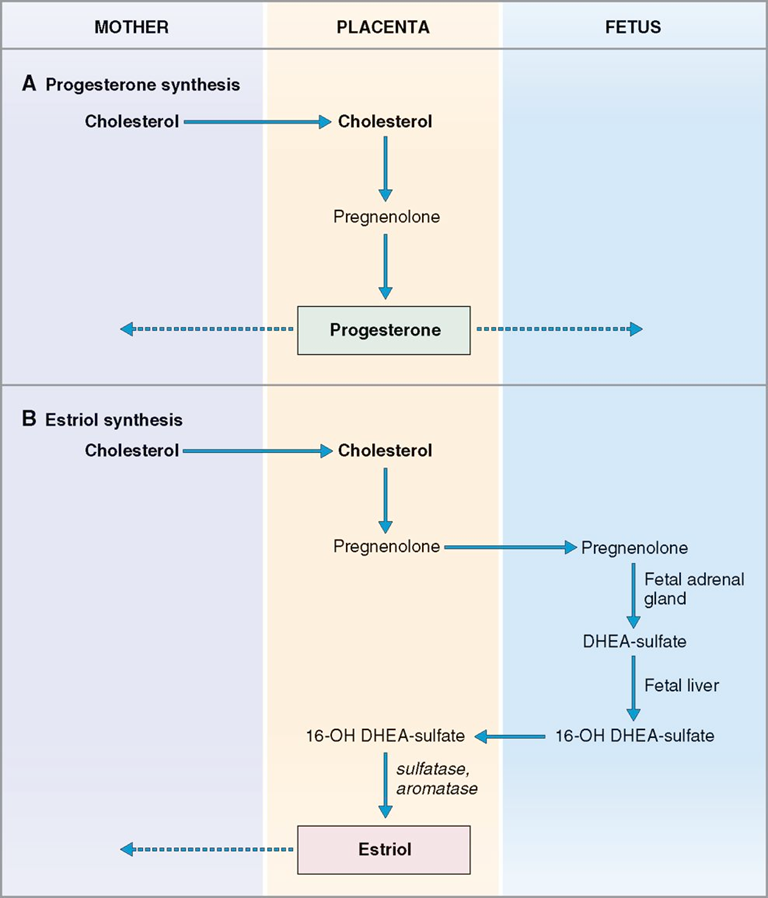 MOTHER PLACENTA FETUS
A Progesterone synthesis
Cholesterol Cholesterol
Pregnenolone
Progesterone
B Estriol synthesis
Cholesterol Cholesterol
Pregnenolone Pregnenolone
Fetal adrenal
gland
DHEA-sulfate
Fetal liver
16-OH DHEA-sulfate 16-OH DHEA-sulfate
sulfatase,
aromatase
Estriol